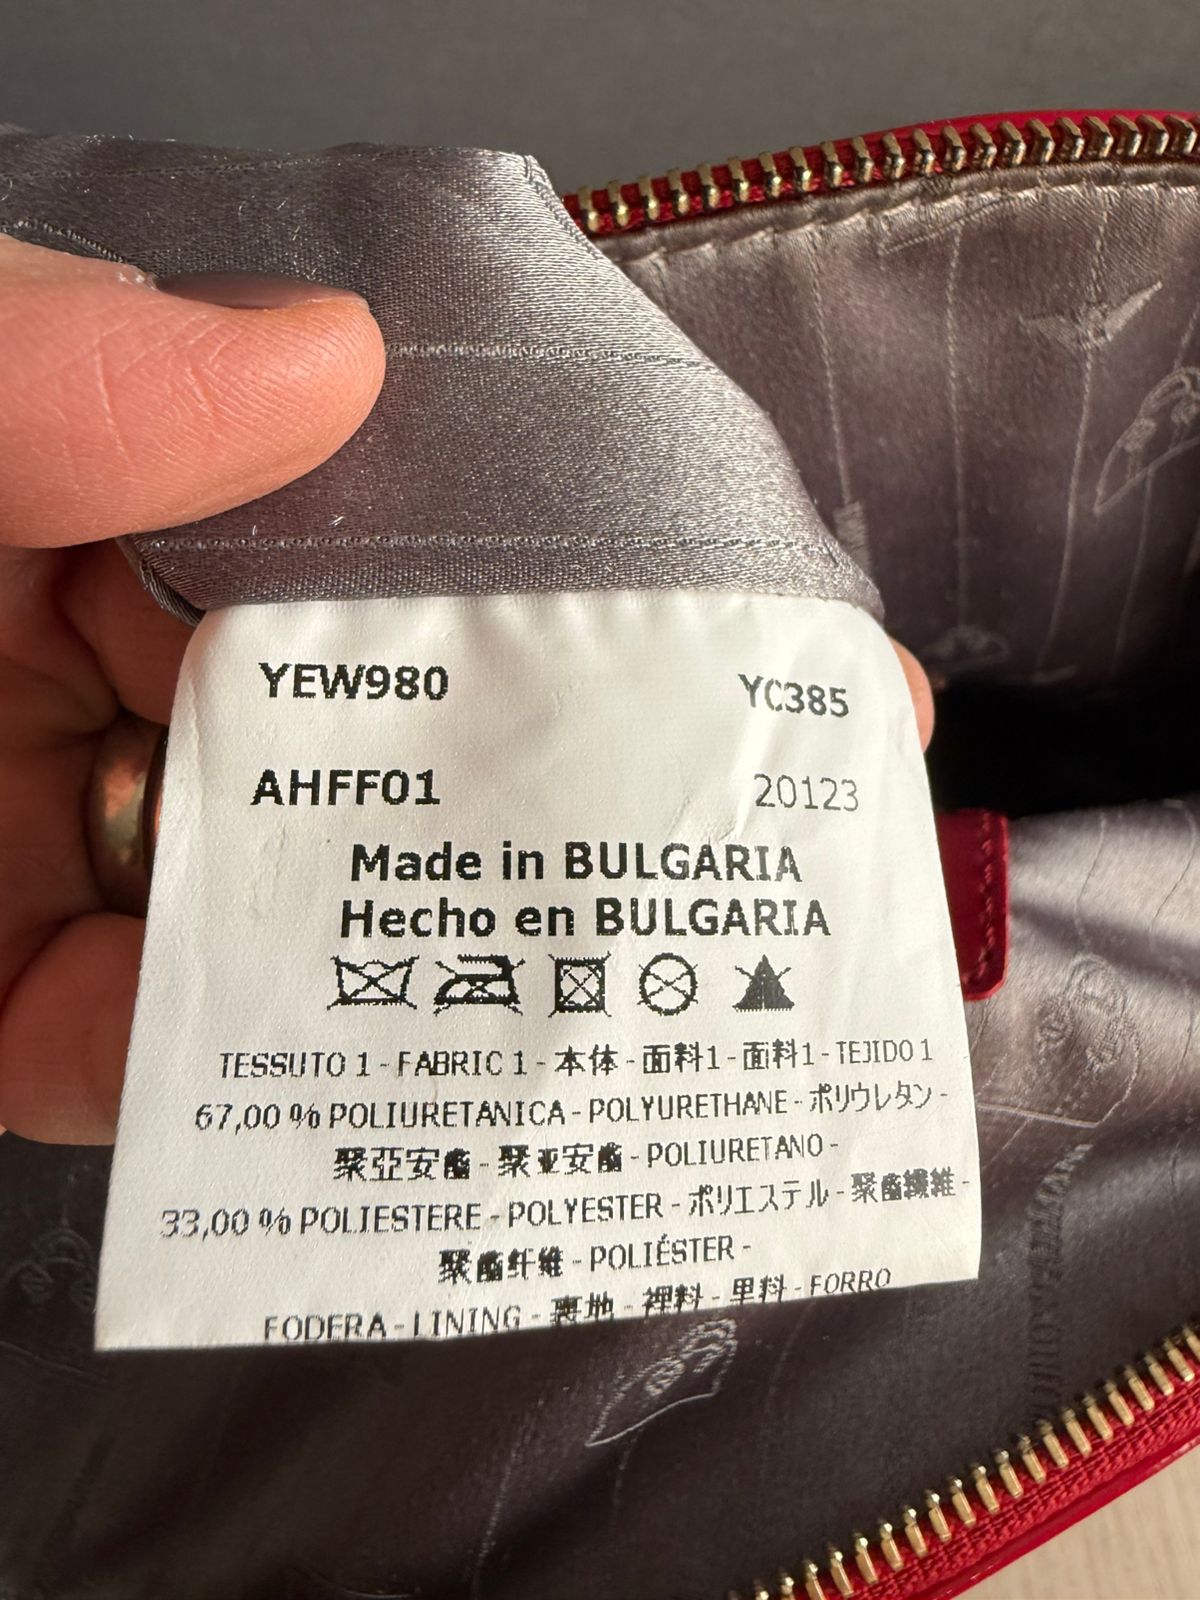 YEW980 YC385
AHFF01 20123
Made in BULGARIA
Hecho en BULGARIA
TESSUTO 1 - FABRIC 1 - 本体 - 面料1 - 面料1 - TEJIDO 1
67,00 % POLIURETANICA - POLYURETHANE - ポリウレタン -
聚亞安酯 - 聚亚安酯 - POLIURETANO -
33,00 % POLIESTERE - POLYESTER - ポリエステル - 聚酯纖維 -
聚酯纤维 - POLIÉSTER -
FODERA - LINING - 裏地 - 裡料 - 里料 - FORRO